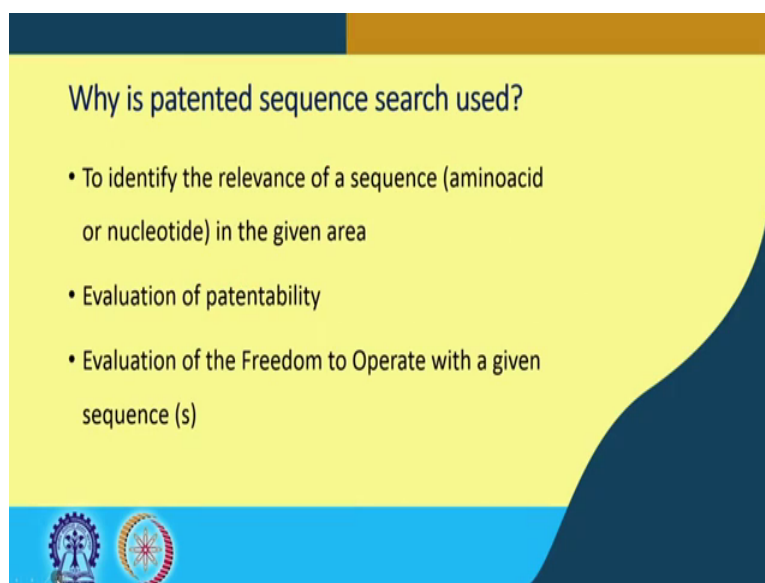 Why is patented sequence search used?
• To identify the relevance of a sequence (aminoacid
or nucleotide) in the given area
• Evaluation of patentability
• Evaluation of the Freedom to Operate with a given
sequence (s)